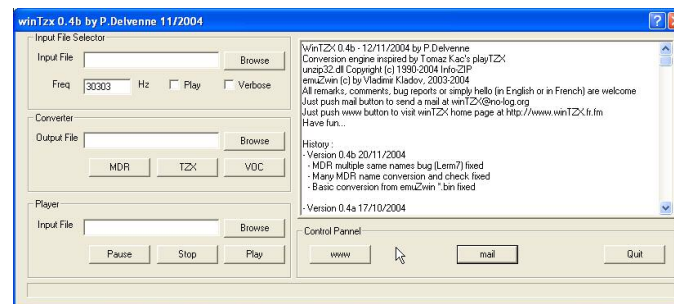 winTzx 0.4b by P.Delvenne 11/2004
Input File Selector
Input File
Browse
Freq 30303 Hz Play Verbose
Converter
Output File
Browse
MDR TZX VOC
Player
Input File
Browse
Pause Stop Play
WinTZX 0.4b - 12/11/2004 by P.Delvenne
Conversion engine inspired by Tomaz Kac's playTZX
unzip32.dll Copyright (c) 1990-2004 Info-ZIP
emuZwin (c) by Vladimir Kladov, 2003-2004
All remarks, comments, bug reports or simply hello (in English or in French) are welcome
Just push mail button to send a mail at winTZX@no-log.org
Just push www button to visit winTZX home page at http://www.winTZX.fr.fm
Have fun...
History :
- Version 0.4b 20/11/2004
- MDR multiple same names bug (Lerm7) fixed
- Many MDR name conversion and check fixed
- Basic conversion from emuZwin *.bin fixed
- Version 0.4a 17/10/2004
Control Pannel
www mail Quit